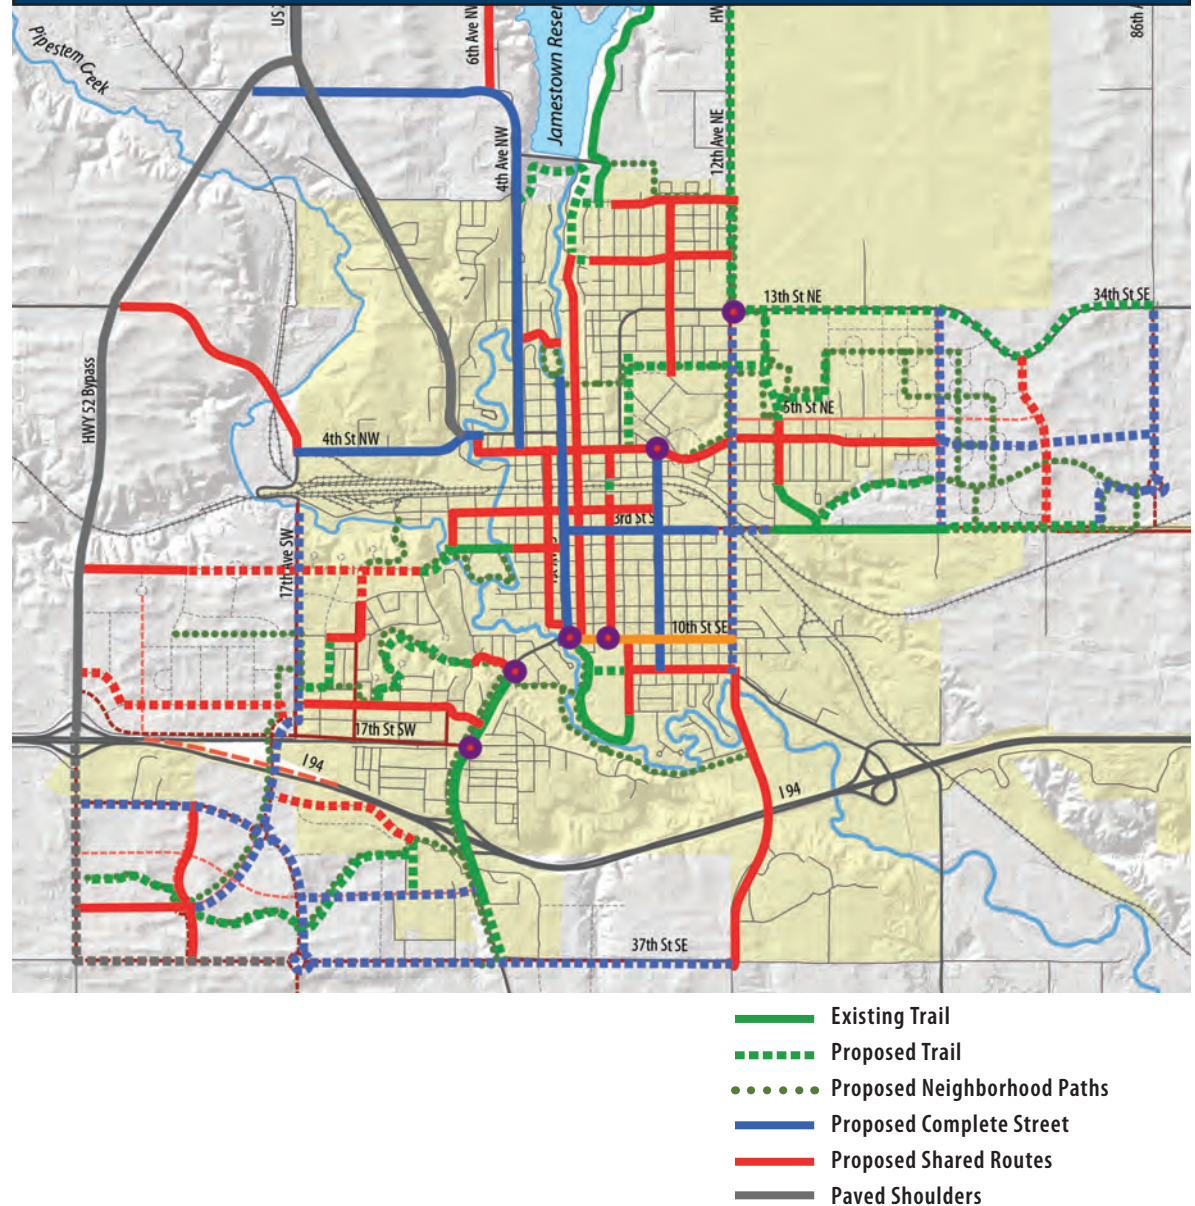 US
6th Ave NW
HW
86th A
Pipestem Creek
Jamestown Reser
4th Ave NW
12th Ave NE
13th St NE
34th St SE
HWY 52 Bypass
5th St NE
4th St NW
3rd St S
17th Ave SW
10th St SE
17th St SW
I 94
I 94
37th St SE
Existing Trail
Proposed Trail
Proposed Neighborhood Paths
Proposed Complete Street
Proposed Shared Routes
Paved Shoulders